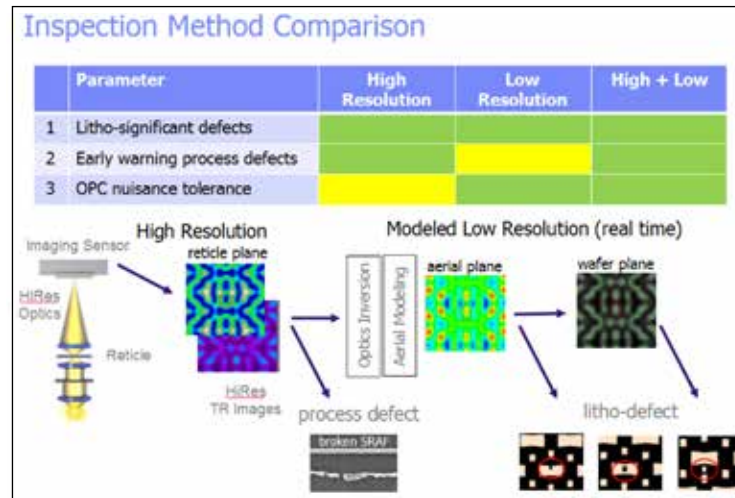 Inspection Method Comparison
Parameter
High
Resolution
Low
Resolution
High + Low
1 Litho-significant defects
2 Early warning process defects
3 OPC nuisance tolerance
High Resolution
Modeled Low Resolution (real time)
Imaging Sensor
reticle plane
aerial plane
wafer plane
HiRes
Optics
Optics Inversion
Aerial Modeling
Reticle
HiRes
TR Images
process defect
litho-defect
broken SRAF